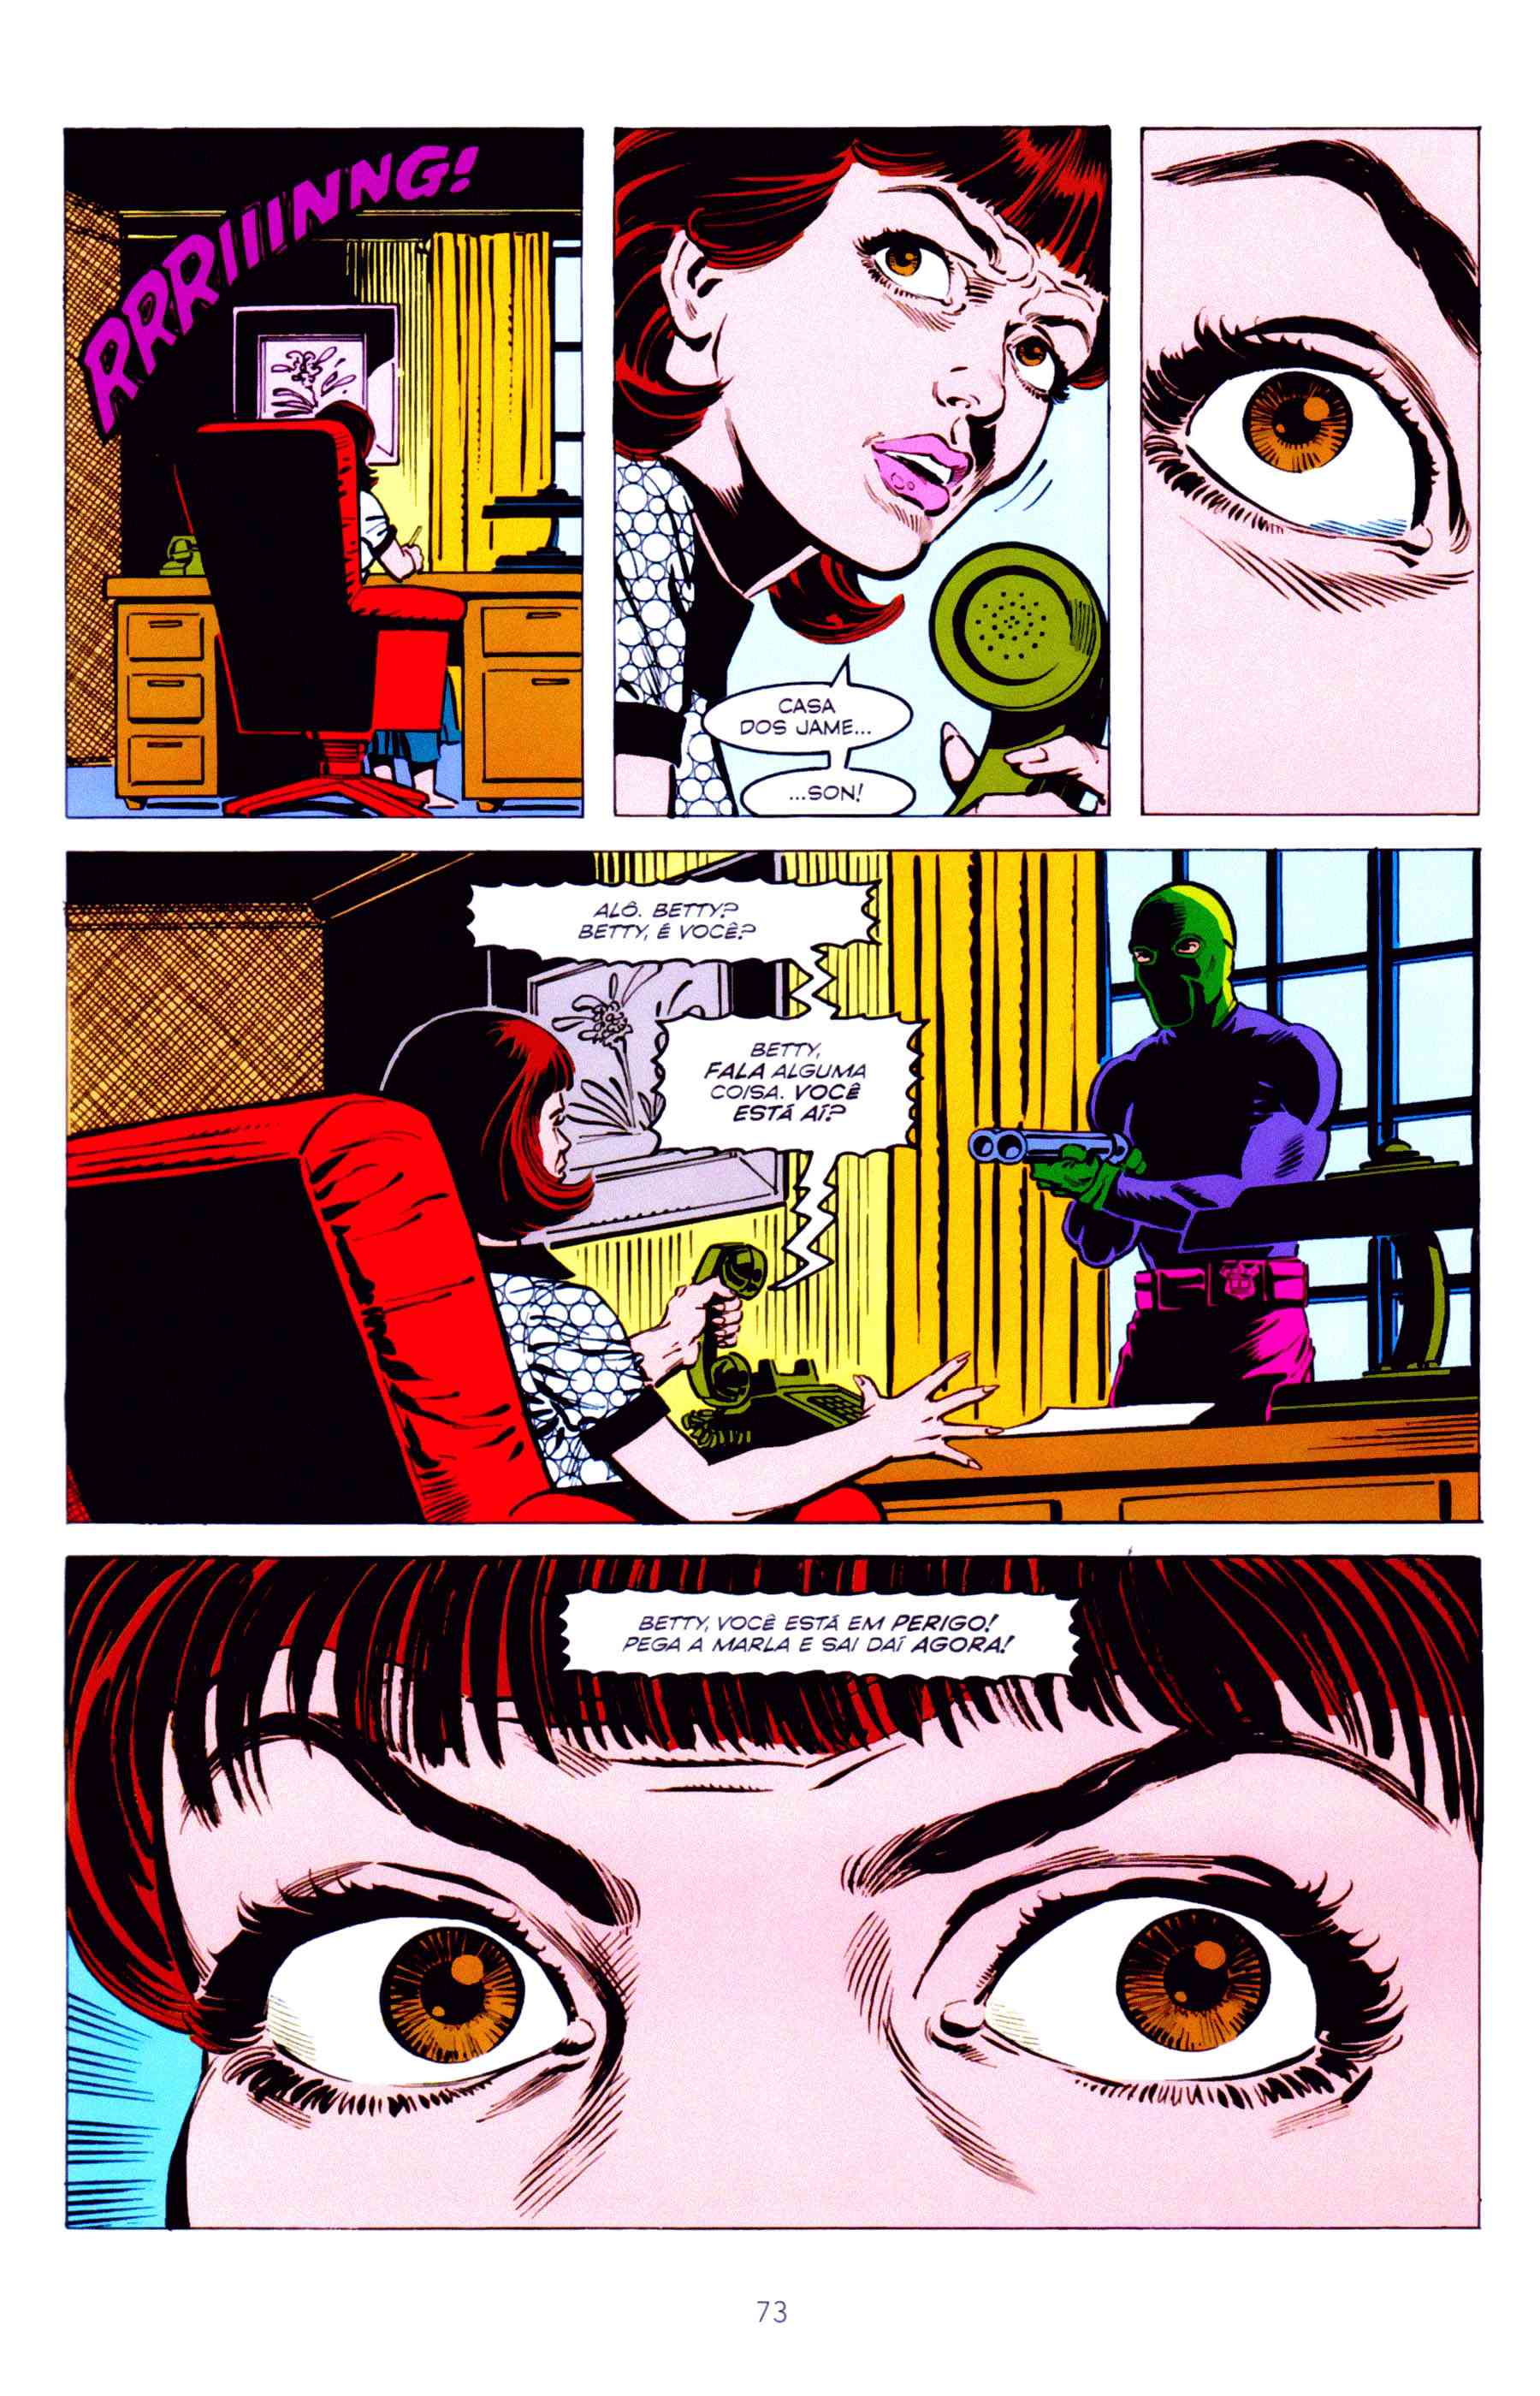 RRRIIINNG!
CASA
DOS JAME...
...SON!
ALÔ. BETTY?
BETTY, É VOCÊ?
BETTY,
FALA ALGUMA
COISA. VOCÊ
ESTÁ AÍ?
BETTY, VOCÊ ESTÁ EM PERIGO!
PEGA A MARLA E SAI DAÍ AGORA!
73